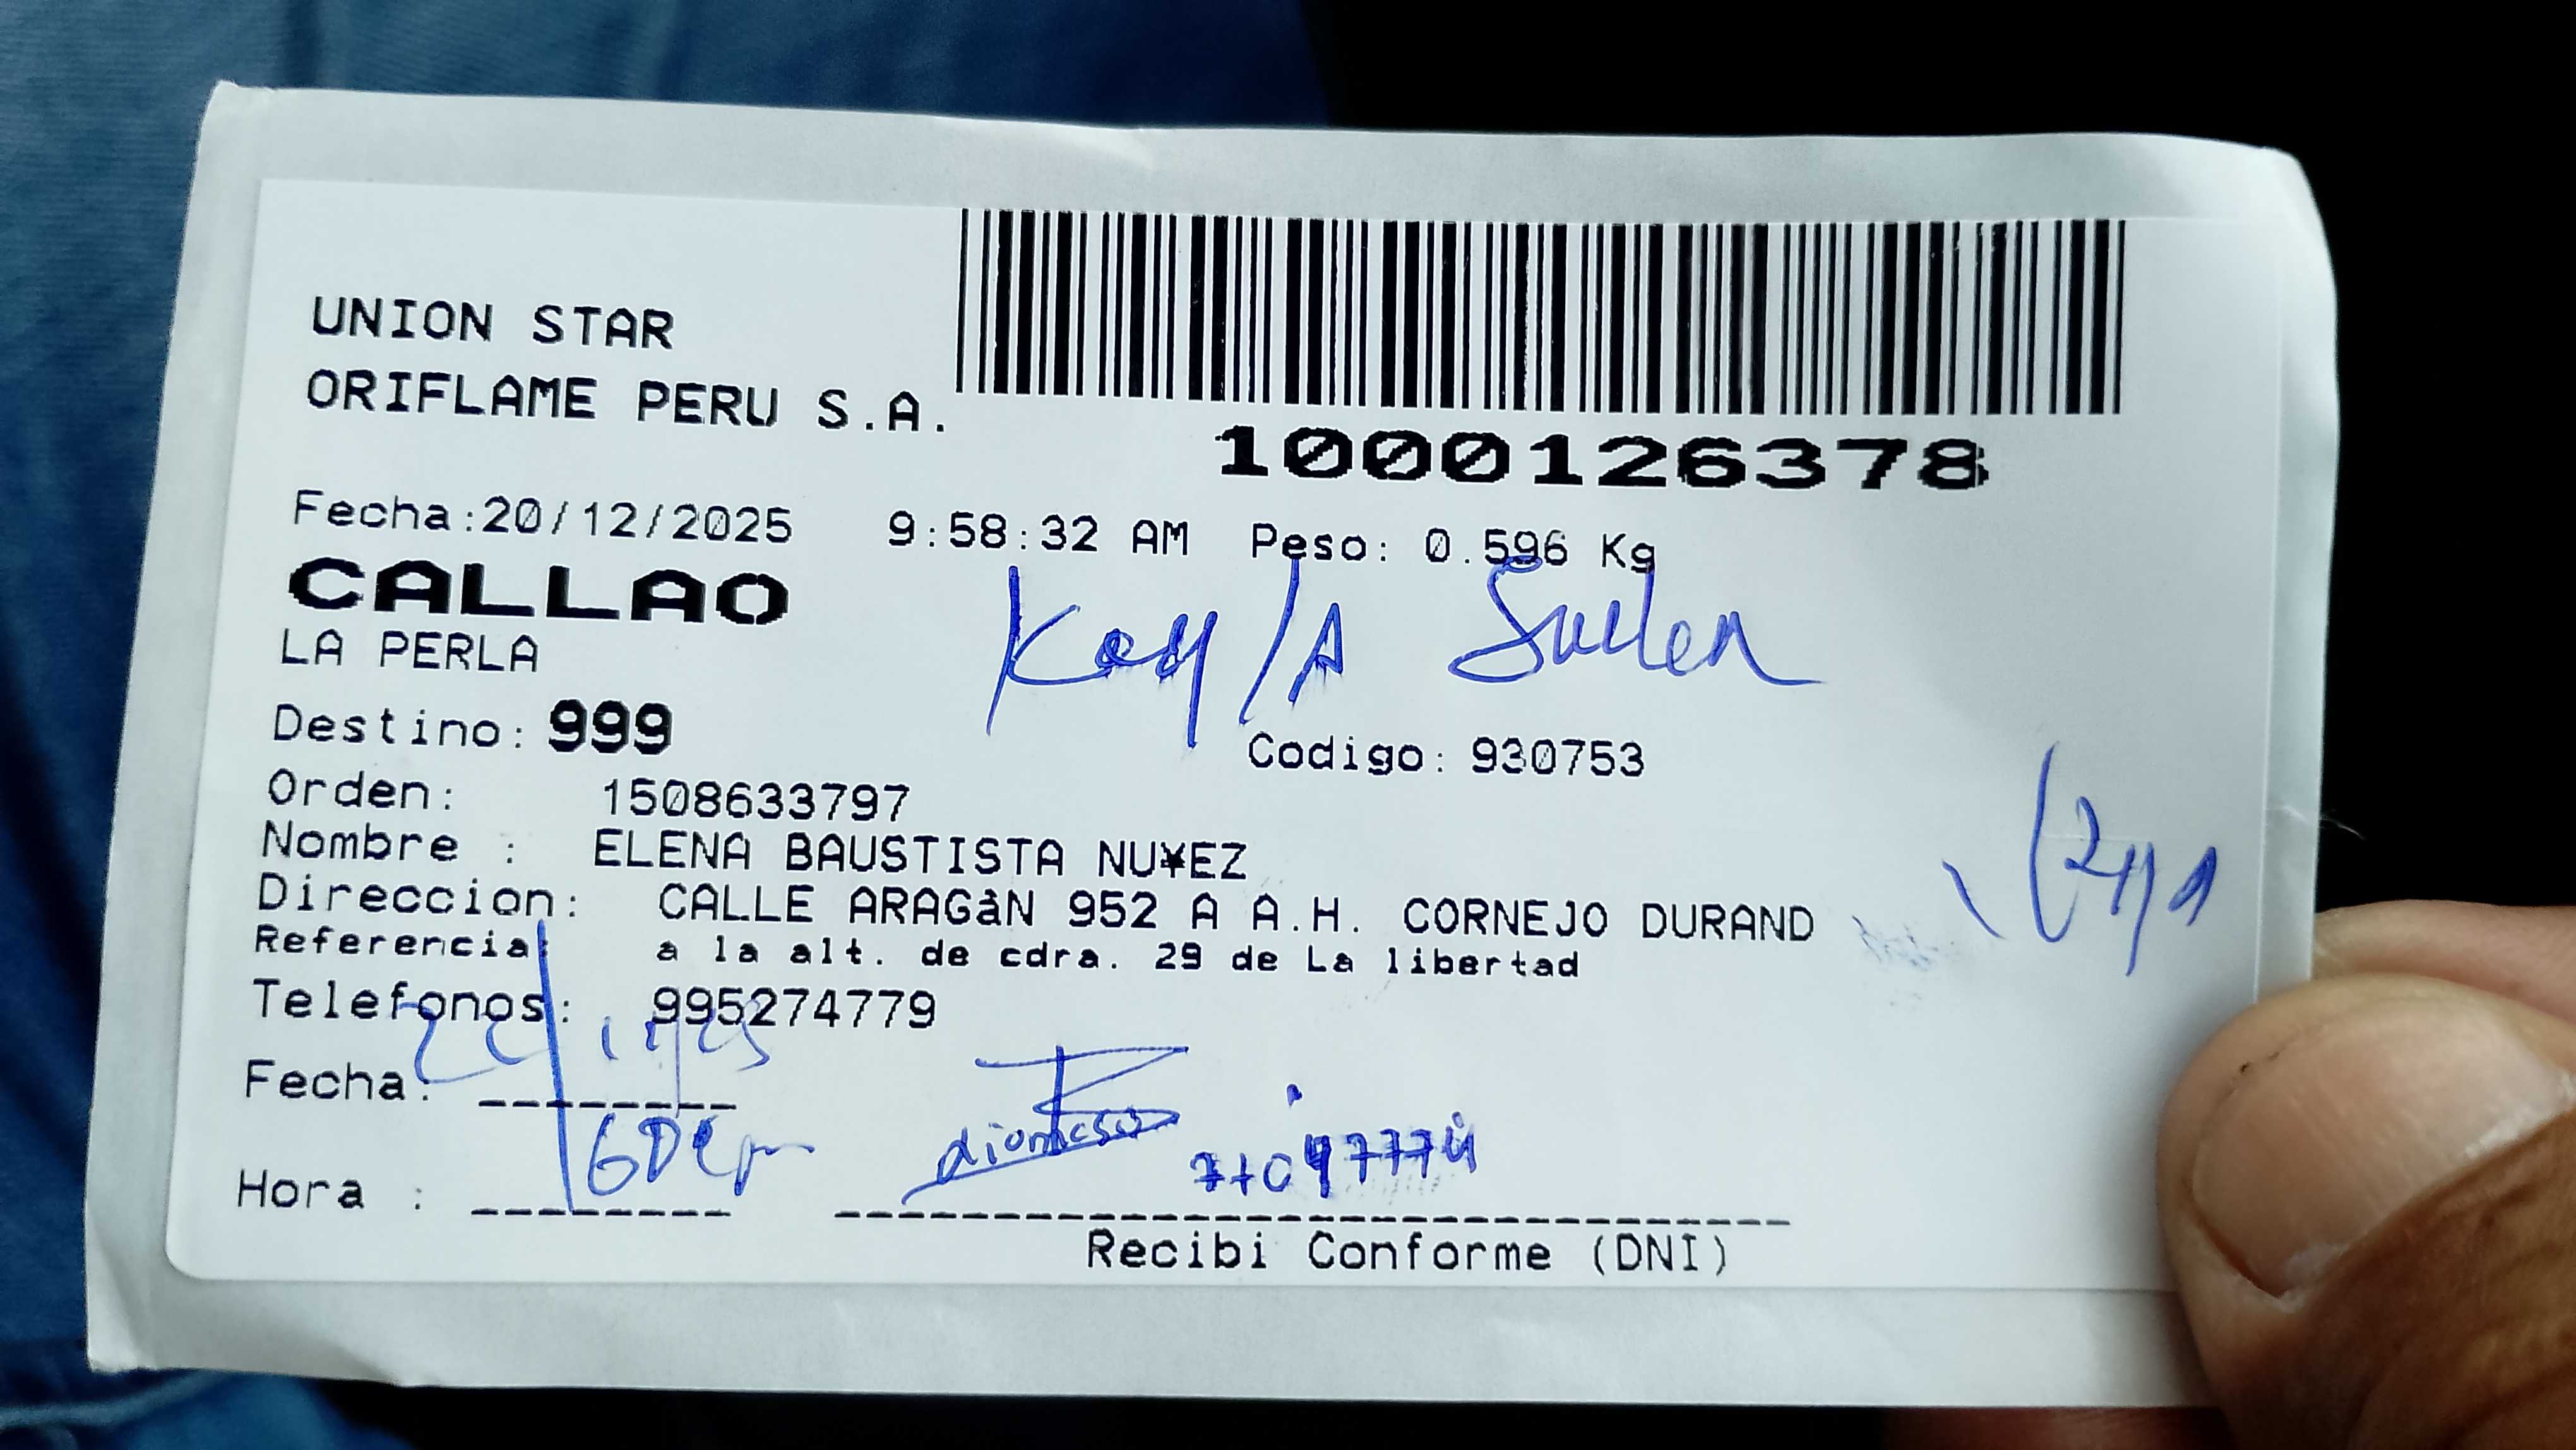 UNION STAR
ORIFLAME PERU S.A.
1000126378
Fecha:20/12/2025 9:58:32 AM Peso: 0.596 Kg
CALLAO
LA PERLA
Suellen
Destino: 999
Codigo: 930753
Orden: 1508633797
Nombre : ELENA BAUSTISTA NU¥EZ
Direccion: CALLE ARAGàN 952 A A.H. CORNEJO DURAND
Referencia: a la alt. de cdra. 29 de La libertad
Telefonos: 995274779
Fecha:
Hora :
Recibi Conforme (DNI)